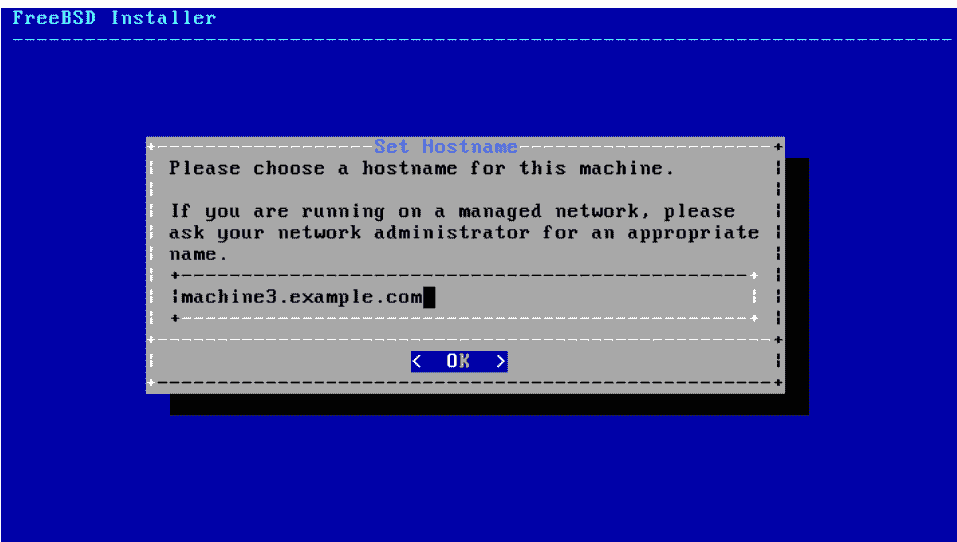 FreeBSD Installer
Set Hostname
Please choose a hostname for this machine.
If you are running on a managed network, please
ask your network administrator for an appropriate
name.
machine3.example.com
< OK >